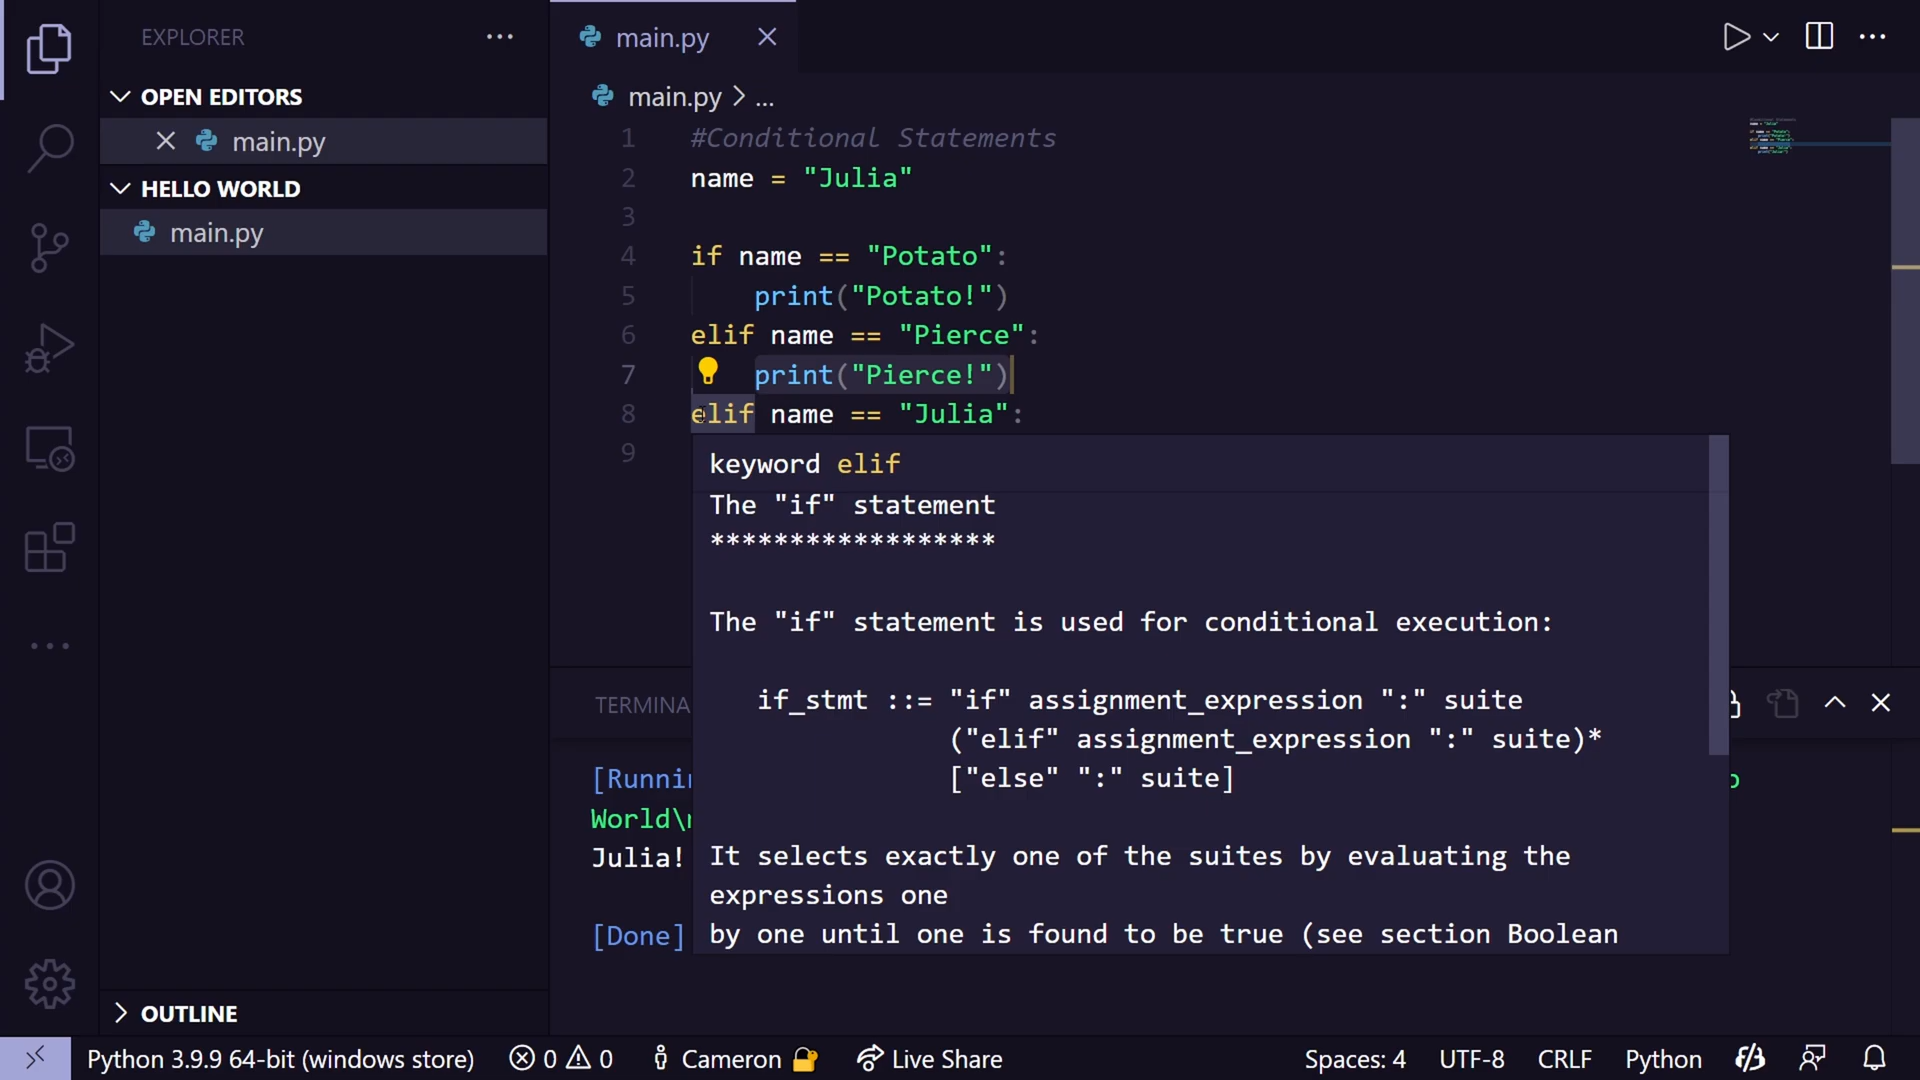 EXPLORER
main.py
OPEN EDITORS
main.py
main.py > ...
HELLO WORLD
main.py
1 #Conditional Statements
2 name = "Julia"
3
4 if name == "Potato":
5 print("Potato!")
6 elif name == "Pierce":
7 print("Pierce!")
8 elif name == "Julia":
9
keyword elif
The "if" statement
******************
The "if" statement is used for conditional execution:
if_stmt ::= "if" assignment_expression ":" suite
("elif" assignment_expression ":" suite)*
["else" ":" suite]
It selects exactly one of the suites by evaluating the
expressions one
by one until one is found to be true (see section Boolean
TERMINA
[Runnin
World\
Julia!
[Done]
OUTLINE
Python 3.9.9 64-bit (windows store) 0 0 Cameron Live Share Spaces: 4 UTF-8 CRLF Python